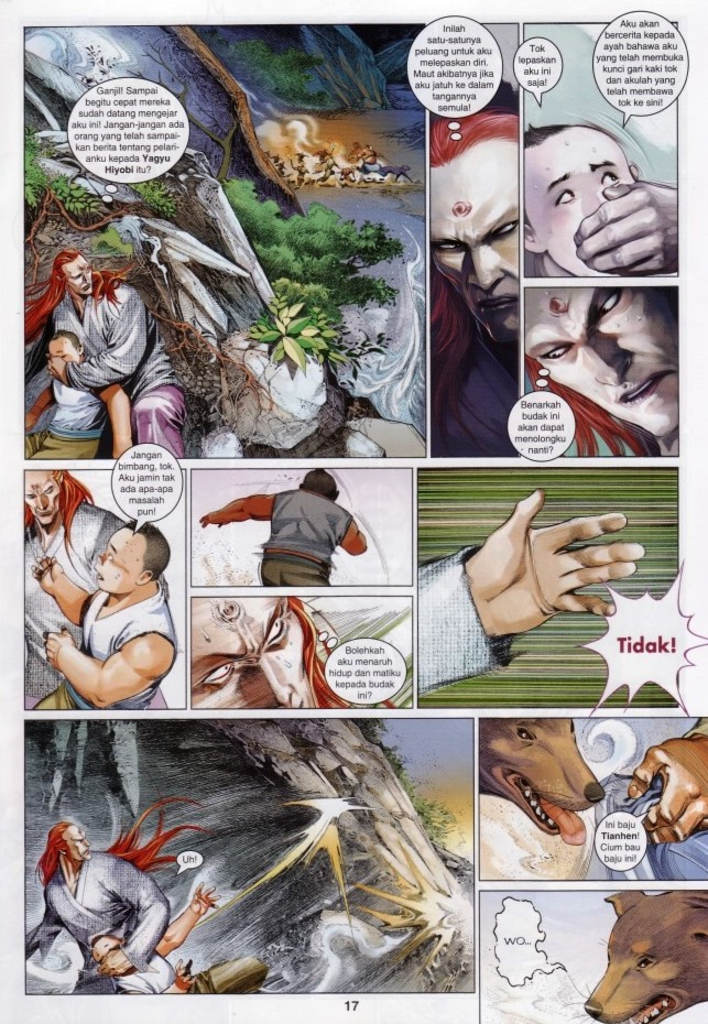 Ganjil! Sampai
begitu cepat mereka
sudah datang mengejar
aku ini! Jangan-jangan ada
orang yang telah sampai-
kan berita tentang pelari-
anku kepada Yagyu
Hiyobi itu?
Inilah
satu-satunya
peluang untuk aku
melepaskan diri.
Maut akibatnya jika
aku jatuh ke dalam
tangannya
semula!
Tok
lepaskan
aku ini
saja!
Aku akan
bercerita kepada
ayah bahawa aku
yang telah membuka
kunci gari kaki tok
dan akulah yang
telah membawa
tok ke sini!
Benarkah
budak ini
akan dapat
menolongku
nanti?
Jangan
bimbang, tok.
Aku jamin tak
ada apa-apa
masalah
pun!
Bolehkah
aku menaruh
hidup dan matiku
kepada budak
ini?
Tidak!
Uh!
Ini baju
Tianhen!
Cium bau
baju ini!
WO...
17